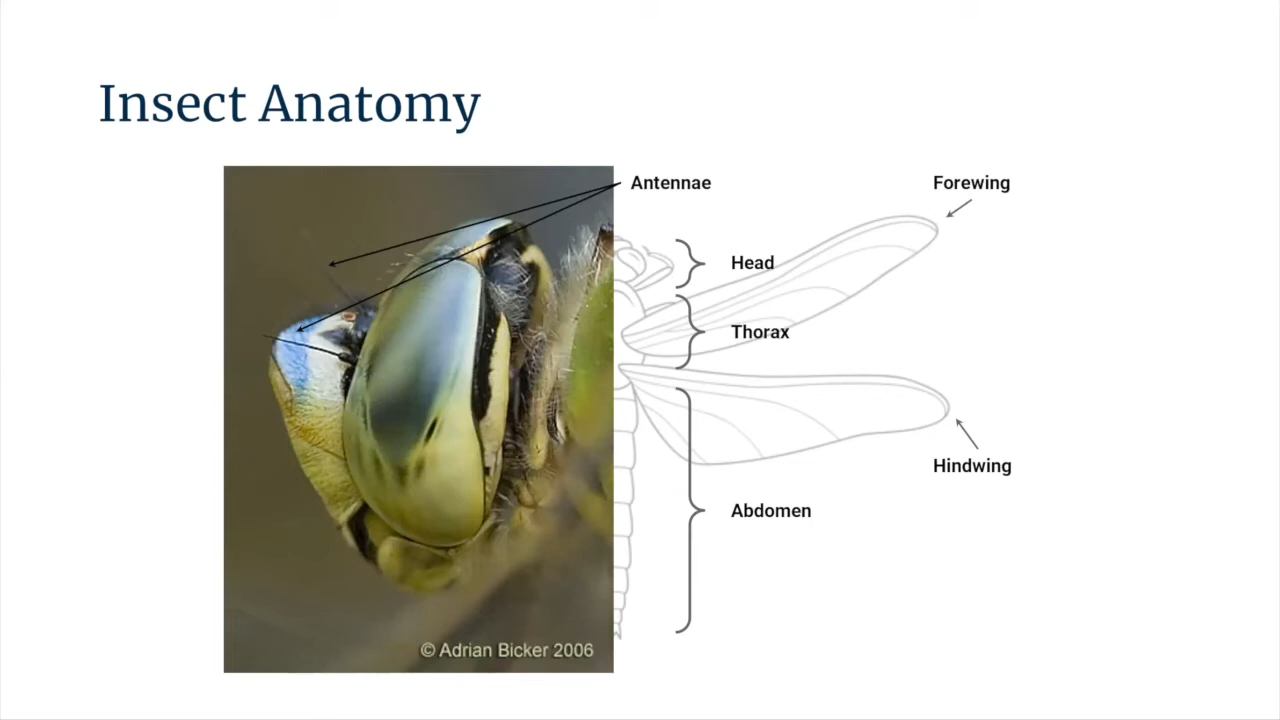 Insect Anatomy
Antennae
Forewing
Head
Thorax
Hindwing
Abdomen
© Adrian Bicker 2006